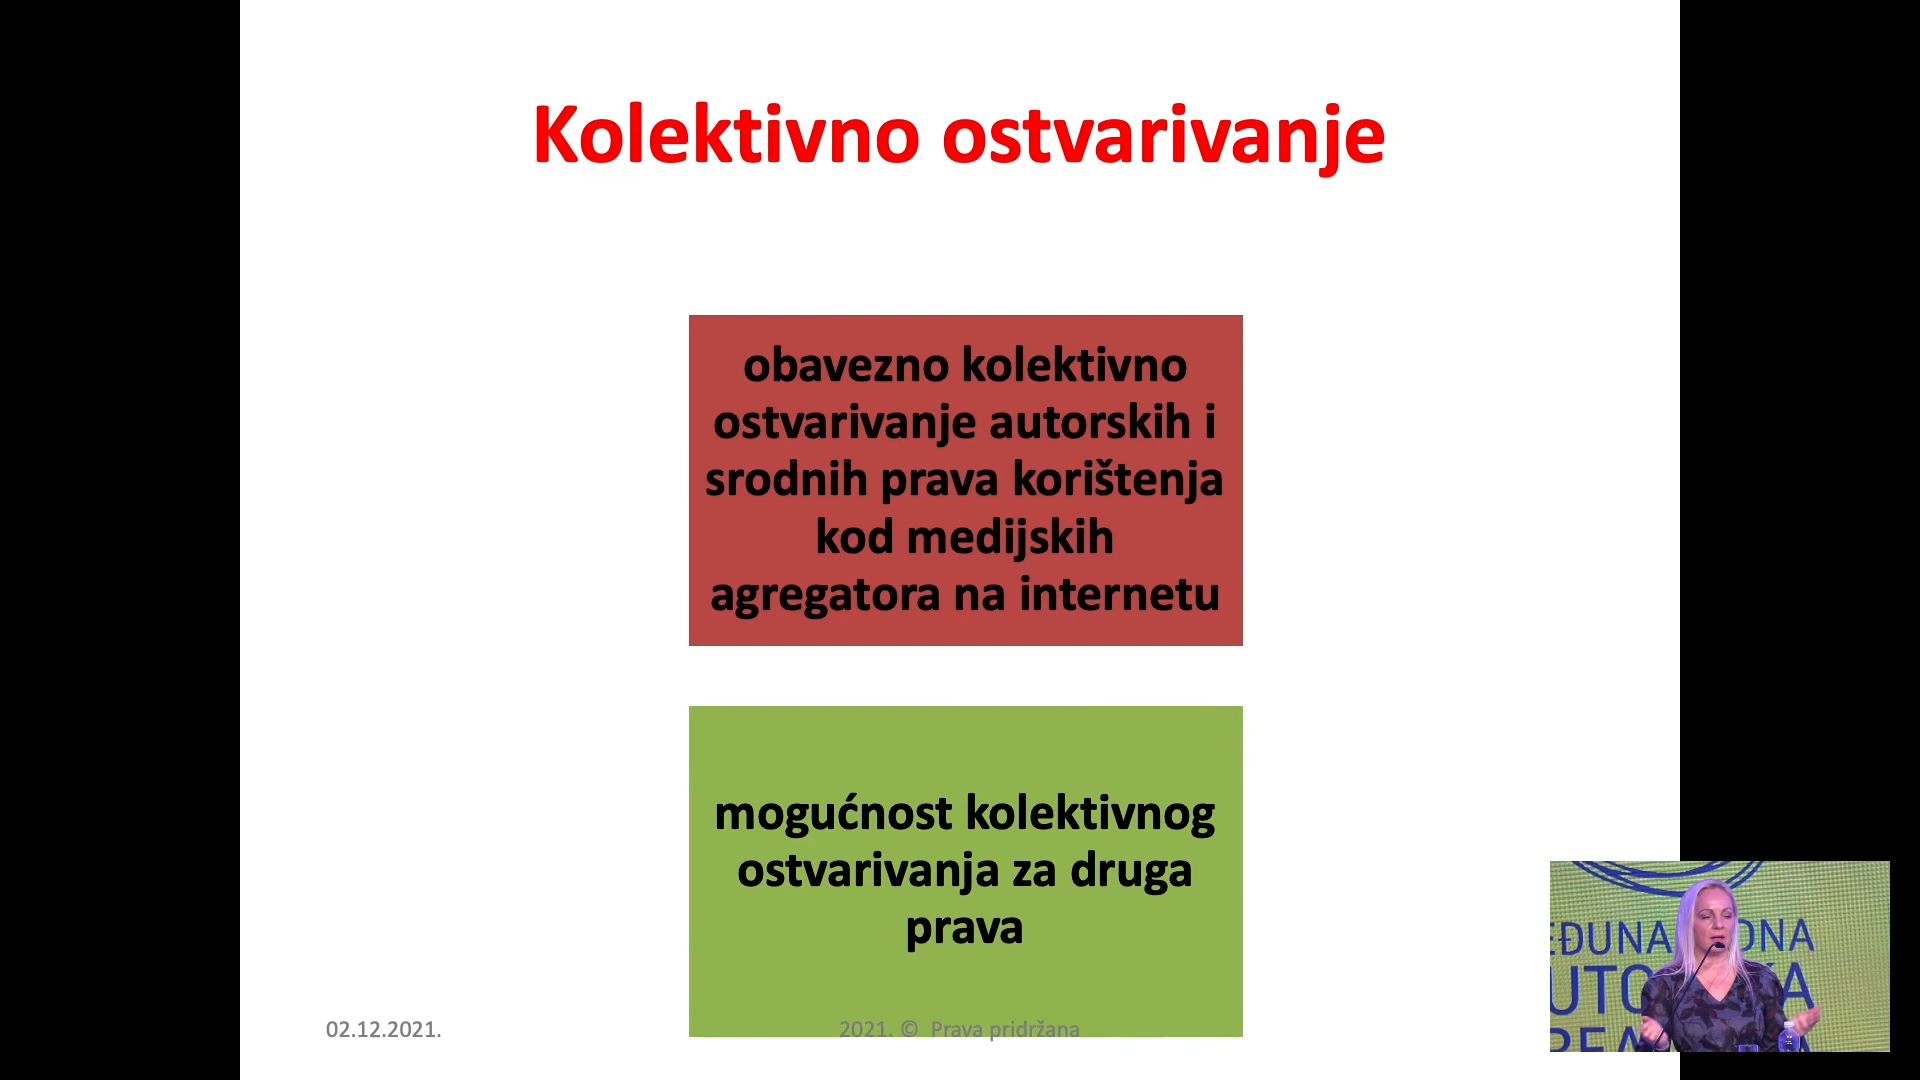 Kolektivno ostvarivanje
obavezno kolektivno
ostvarivanje autorskih i
srodnih prava korištenja
kod medijskih
agregatora na internetu
mogućnost kolektivnog
ostvarivanja za druga
prava
02.12.2021.
2021. © Prava pridržana